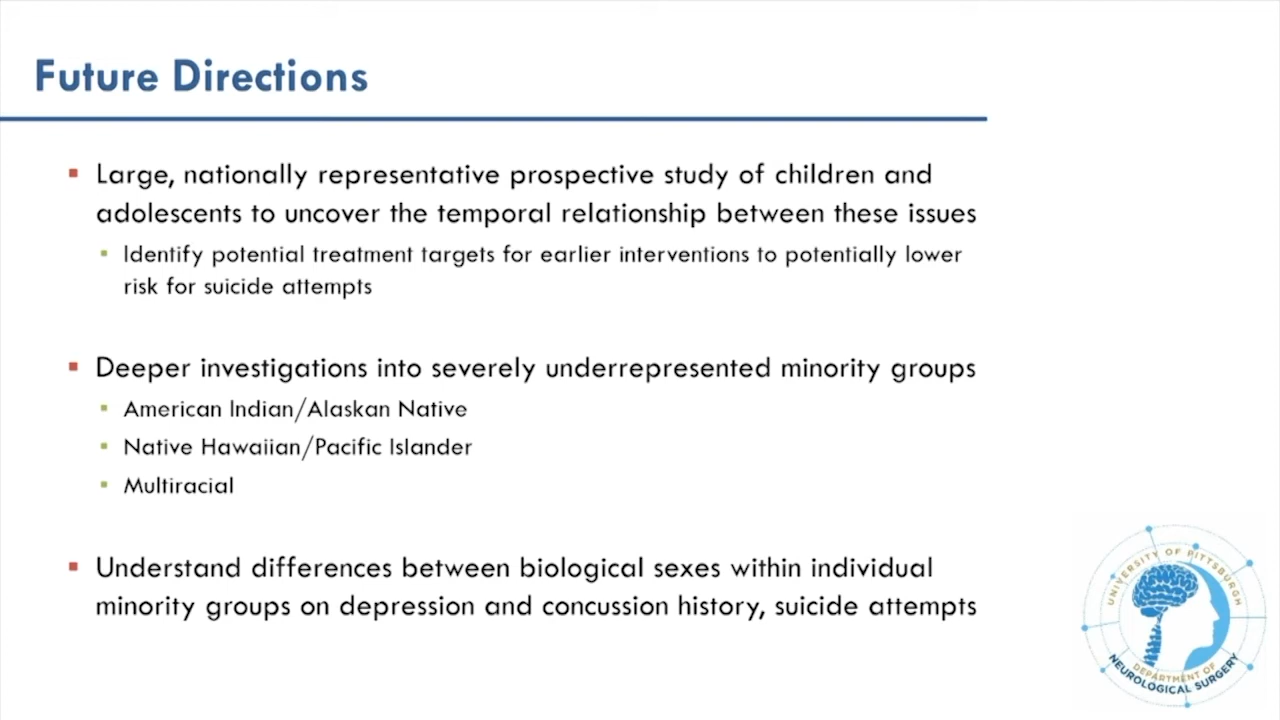 Future Directions
Large, nationally representative prospective study of children and
adolescents to uncover the temporal relationship between these issues
Identify potential treatment targets for earlier interventions to potentially lower
risk for suicide attempts
Deeper investigations into severely underrepresented minority groups
American Indian/Alaskan Native
Native Hawaiian/Pacific Islander
Multiracial
Understand differences between biological sexes within individual
minority groups on depression and concussion history, suicide attempts
UNIVERSITY OF PITTSBURGH
DEPARTMENT OF
NEUROLOGICAL SURGERY